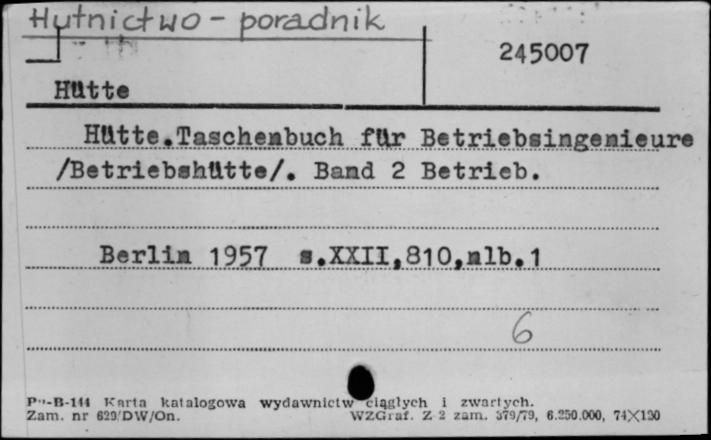 Hutnictwo - poradnik
245007
Hütte
Hütte.Taschenbuch für Betriebsingenieure
/Betriebshütte/. Band 2 Betrieb.
Berlin 1957 s.XXII,810,nlb.1
6
Pu-B-144 Karta katalogowa wydawnictw ciągłych i zwartych.
Zam. nr 629/DW/On. WZGraf. Z-2 zam. 379/79, 6.250.000, 74X120